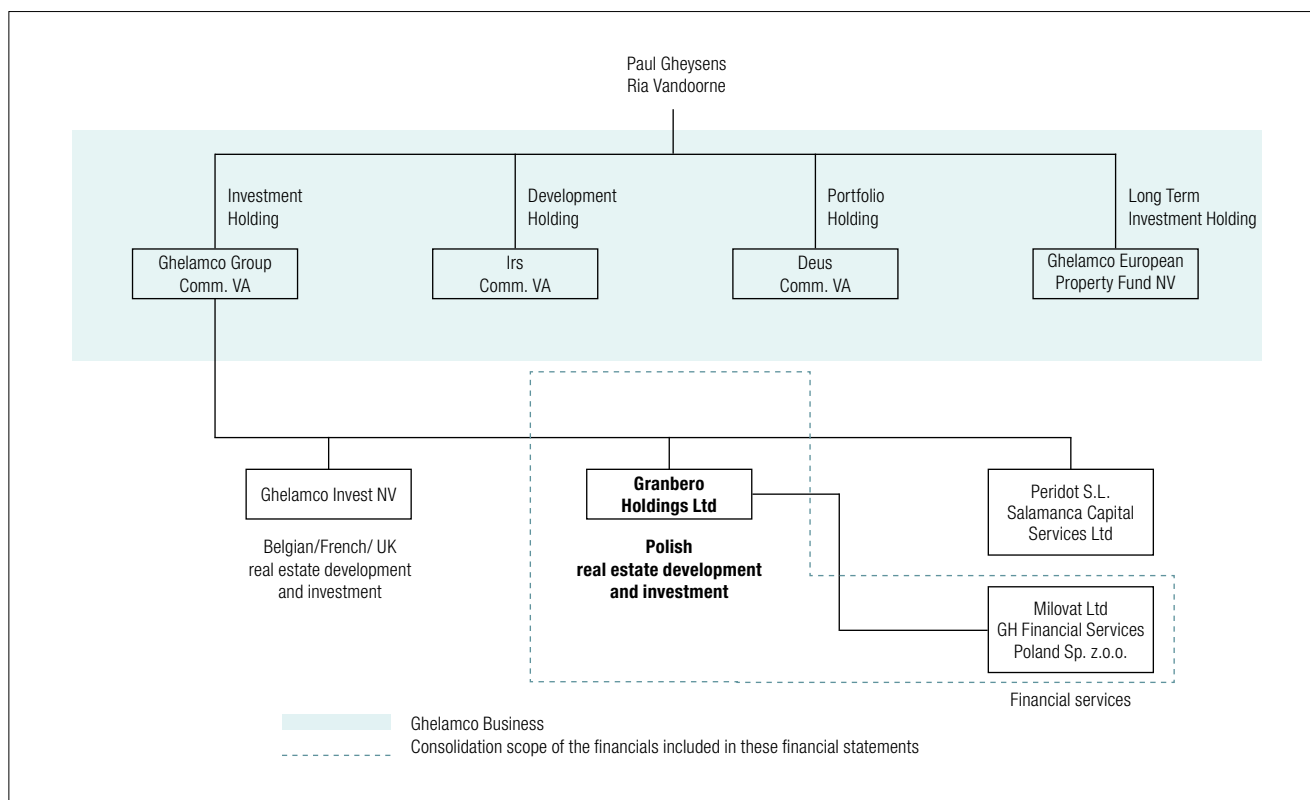 Paul Gheysens
Ria Vandoorne
Investment
Holding
Development
Holding
Portfolio
Holding
Long Term
Investment Holding
Ghelamco Group
Comm. VA
Irs
Comm. VA
Deus
Comm. VA
Ghelamco European
Property Fund NV
Ghelamco Invest NV
Belgian/French/ UK
real estate development
and investment
Granbero
Holdings Ltd
Polish
real estate development
and investment
Peridot S.L.
Salamanca Capital
Services Ltd
Milovat Ltd
GH Financial Services
Poland Sp. z.o.o.
Financial services
Ghelamco Business
Consolidation scope of the financials included in these financial statements